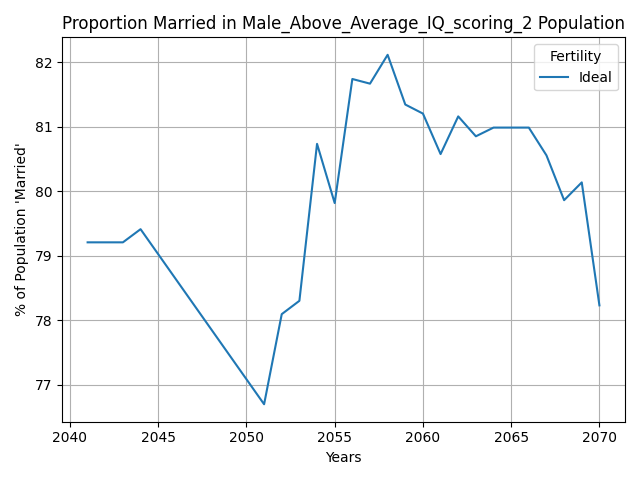 Proportion Married in Male_Above_Average_IQ_scoring_2 Population
Fertility
Ideal
% of Population 'Married'
82
81
80
79
78
77
2040
2045
2050
2055
2060
2065
2070
Years